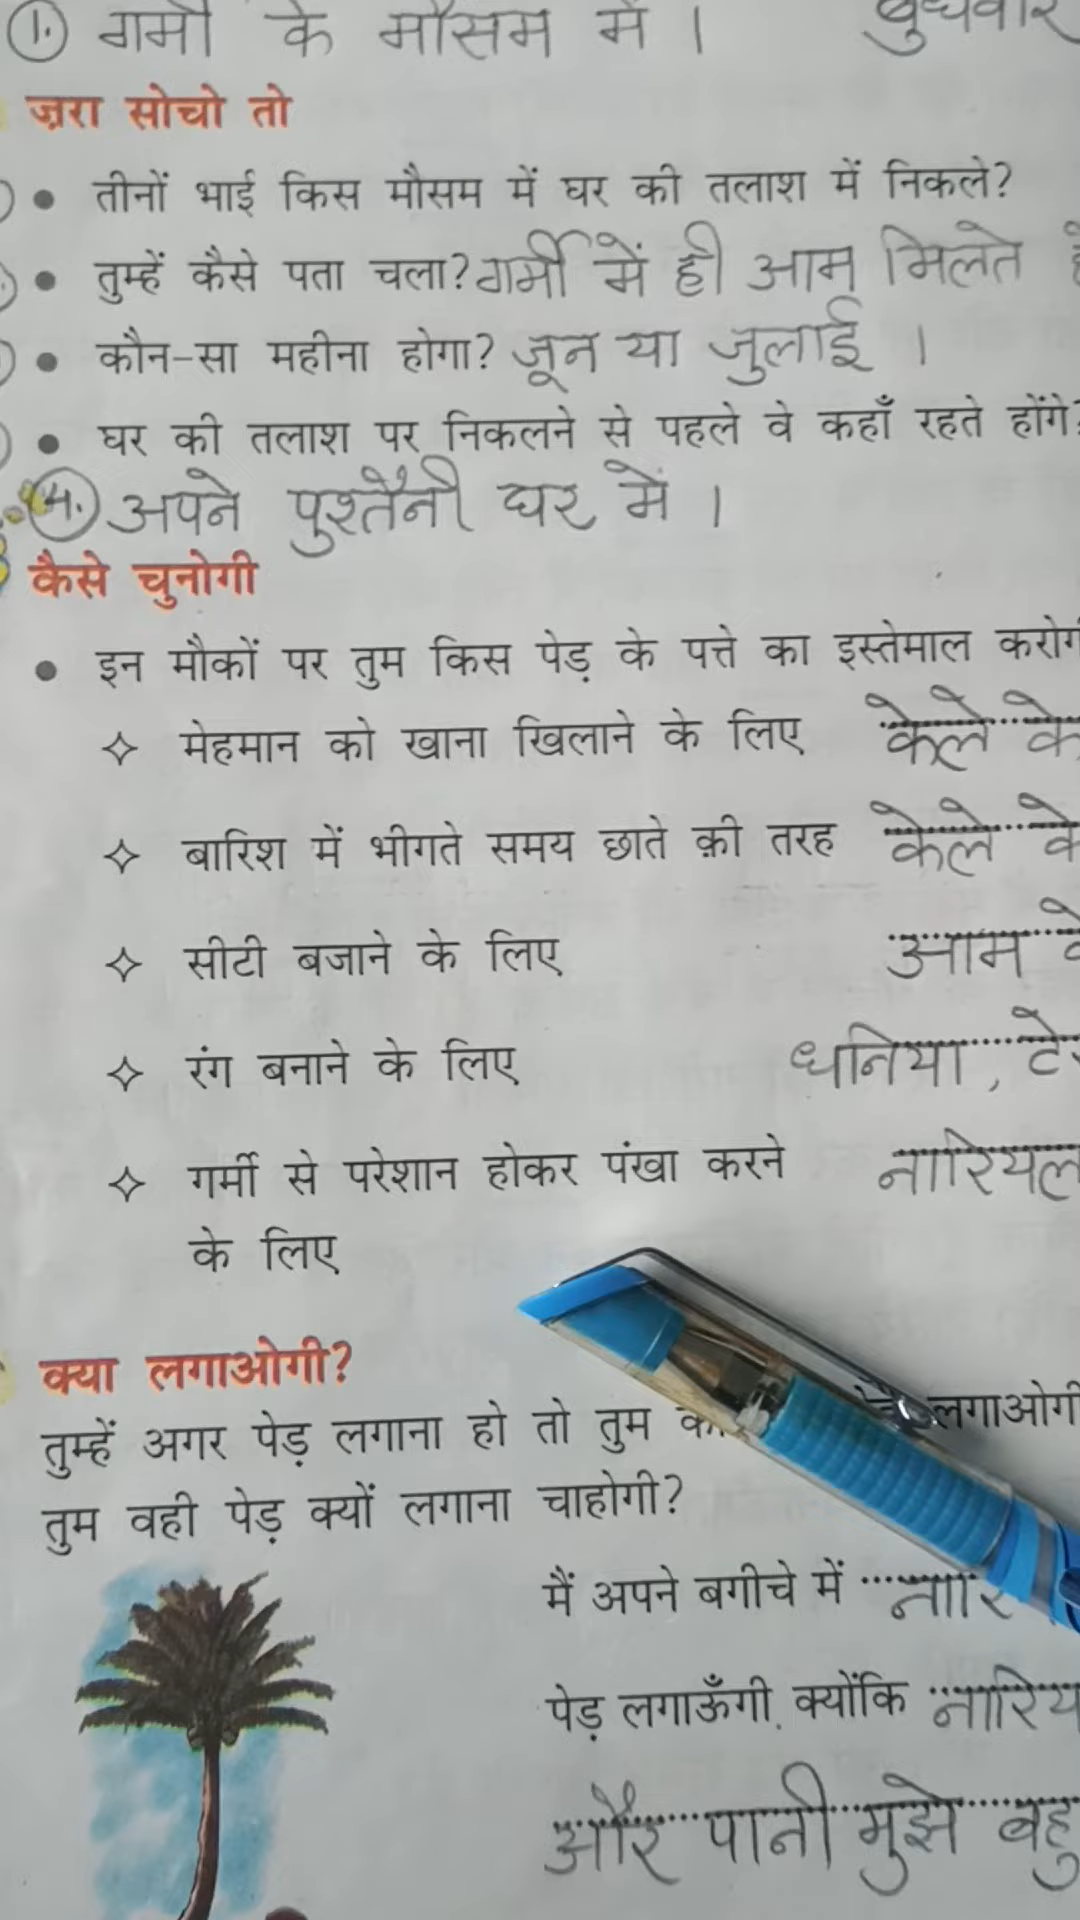 1. गर्मी के मौसम में । बुधवार
ज़रा सोचो तो
तीनों भाई किस मौसम में घर की तलाश में निकले?
तुम्हें कैसे पता चला? गर्मी में ही आम मिलते
कौन-सा महीना होगा? जून या जुलाई ।
घर की तलाश पर निकलने से पहले वे कहाँ रहते होंगे?
4. अपने पुश्तैनी घर में ।
कैसे चुनोगी
इन मौकों पर तुम किस पेड़ के पत्ते का इस्तेमाल
मेहमान को खाना खिलाने के लिए केले के
बारिश में भीगते समय छाते की तरह केले के
सीटी बजाने के लिए आम
रंग बनाने के लिए धनिया,
गर्मी से परेशान होकर पंखा करने नारियल
के लिए
क्या लगाओगी?
तुम्हें अगर पेड़ लगाना हो तो तुम लगाओगी
तुम वही पेड़ क्यों लगाना चाहोगी?
मैं अपने बगीचे में
पेड़ लगाऊँगी, क्योंकि
और पानी मुझे